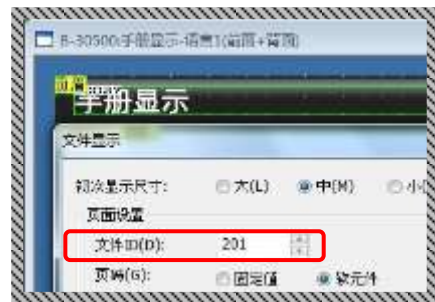 B-30500:手册显示-语言1(前面+背面)
手册显示
文件显示
初次显示尺寸: 大(L) 中(M) 小(
页面设置
文件ID(D): 201
页码(G): 固定值 软元件